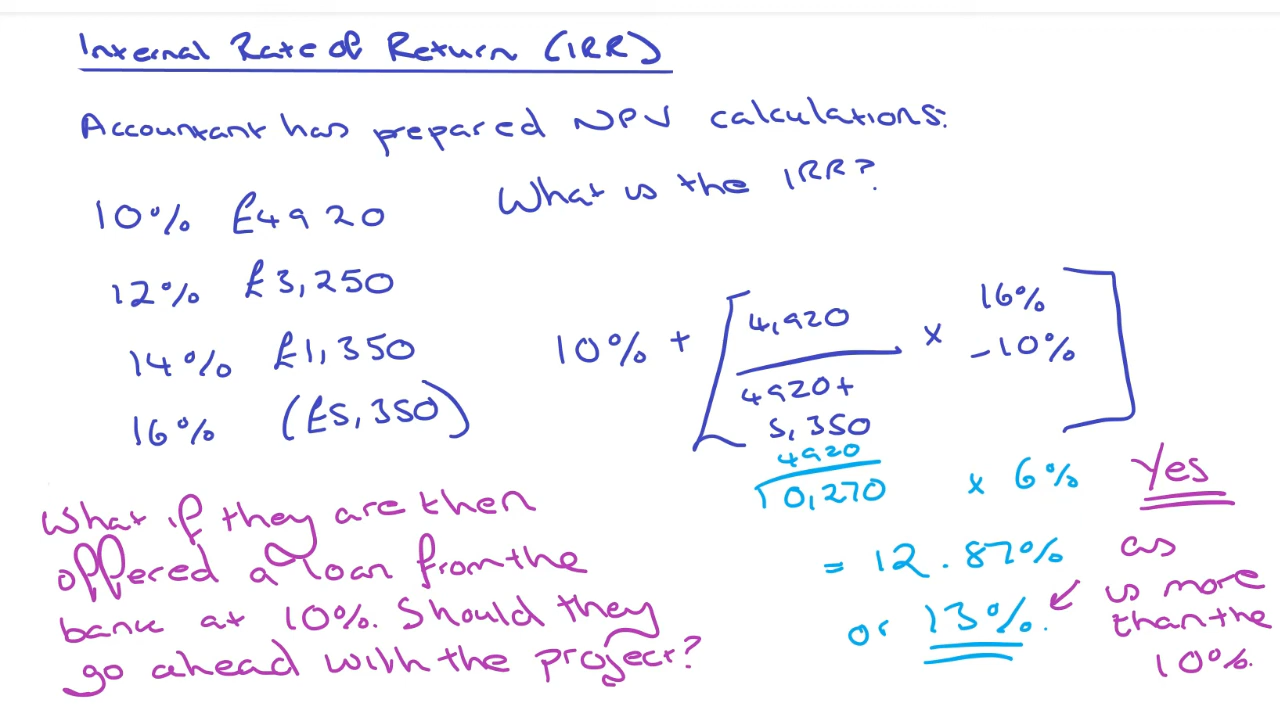 Internal Rate of Return (IRR)
Accountant has prepared NPV calculations:
What is the IRR?
10% £4920
12% £3,250
14% £1,350
16% (£5,350)
10% + [ 4,920 × 16%
4920+ -10% ]
5,350
4920
10,270 × 6%
= 12.87%
or 13%.
What if they are then
offered a loan from the
bank at 10%. Should they
go ahead with the project?
Yes
as
is more
than the
10%.